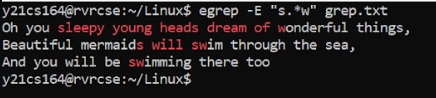 y21cs164@rvrcse:~/Linux$ egrep -E "s.*w" grep.txt
Oh you sleepy young heads dream of wonderful things,
Beautiful mermaids will swim through the sea,
And you will be swimming there too
y21cs164@rvrcse:~/Linux$